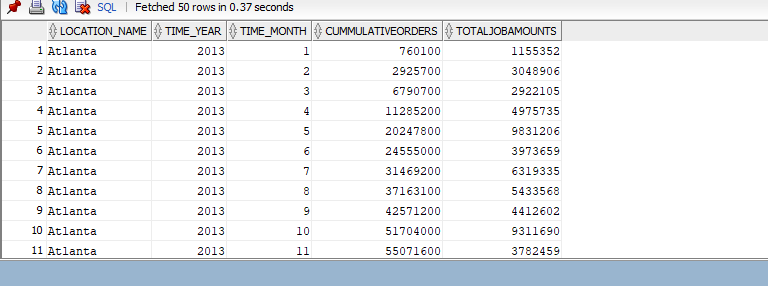 SQL | Fetched 50 rows in 0.37 seconds
LOCATION_NAME TIME_YEAR TIME_MONTH CUMMULATIVEORDERS TOTALJOBAMOUNTS
1 Atlanta 2013 1 760100 1155352
2 Atlanta 2013 2 2925700 3048906
3 Atlanta 2013 3 6790700 2922105
4 Atlanta 2013 4 11285200 4975735
5 Atlanta 2013 5 20247800 9831206
6 Atlanta 2013 6 24555000 3973659
7 Atlanta 2013 7 31469200 6319335
8 Atlanta 2013 8 37163100 5433568
9 Atlanta 2013 9 42571200 4412602
10 Atlanta 2013 10 51704000 9311690
11 Atlanta 2013 11 55071600 3782459